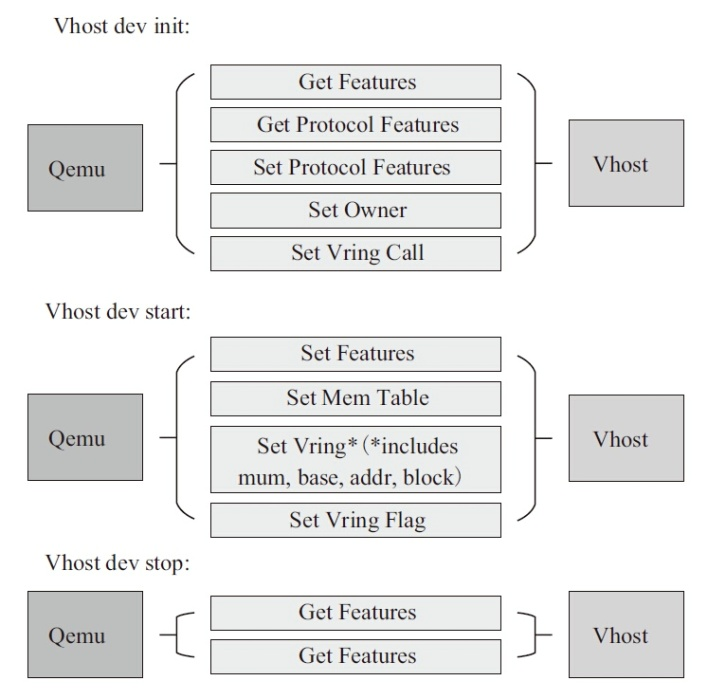 Vhost dev init:
Qemu
Get Features
Get Protocol Features
Set Protocol Features
Set Owner
Set Vring Call
Vhost
Vhost dev start:
Qemu
Set Features
Set Mem Table
Set Vring* (*includes
mum, base, addr, block)
Set Vring Flag
Vhost
Vhost dev stop:
Qemu
Get Features
Get Features
Vhost